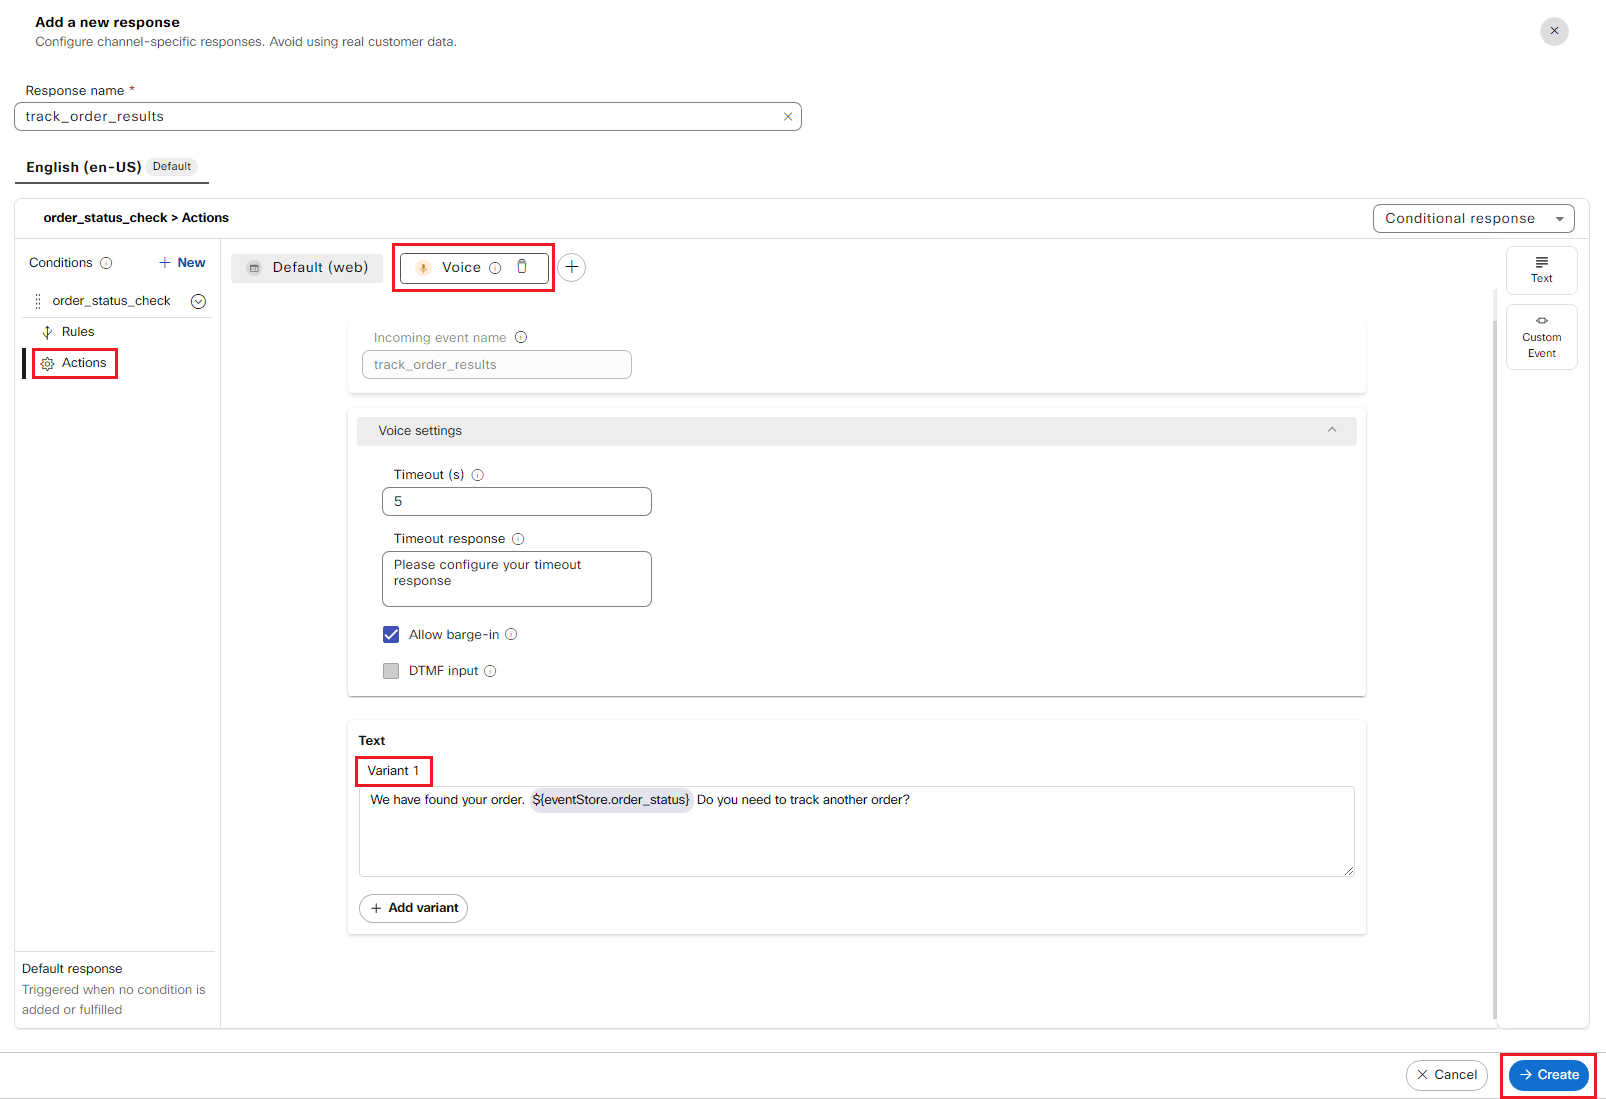 Add a new response
Configure channel-specific responses. Avoid using real customer data.
Response name *
track_order_results
English (en-US) Default
order_status_check > Actions
Conditional response
Conditions
+ New
order_status_check
Rules
Actions
Default response
Triggered when no condition is
added or fulfilled
Default (web)
Voice
Incoming event name
track_order_results
Voice settings
Timeout (s)
5
Timeout response
Please configure your timeout
response
Allow barge-in
DTMF input
Text
Variant 1
We have found your order. ${eventStore.order_status} Do you need to track another order?
+ Add variant
Text
Custom
Event
Cancel
Create